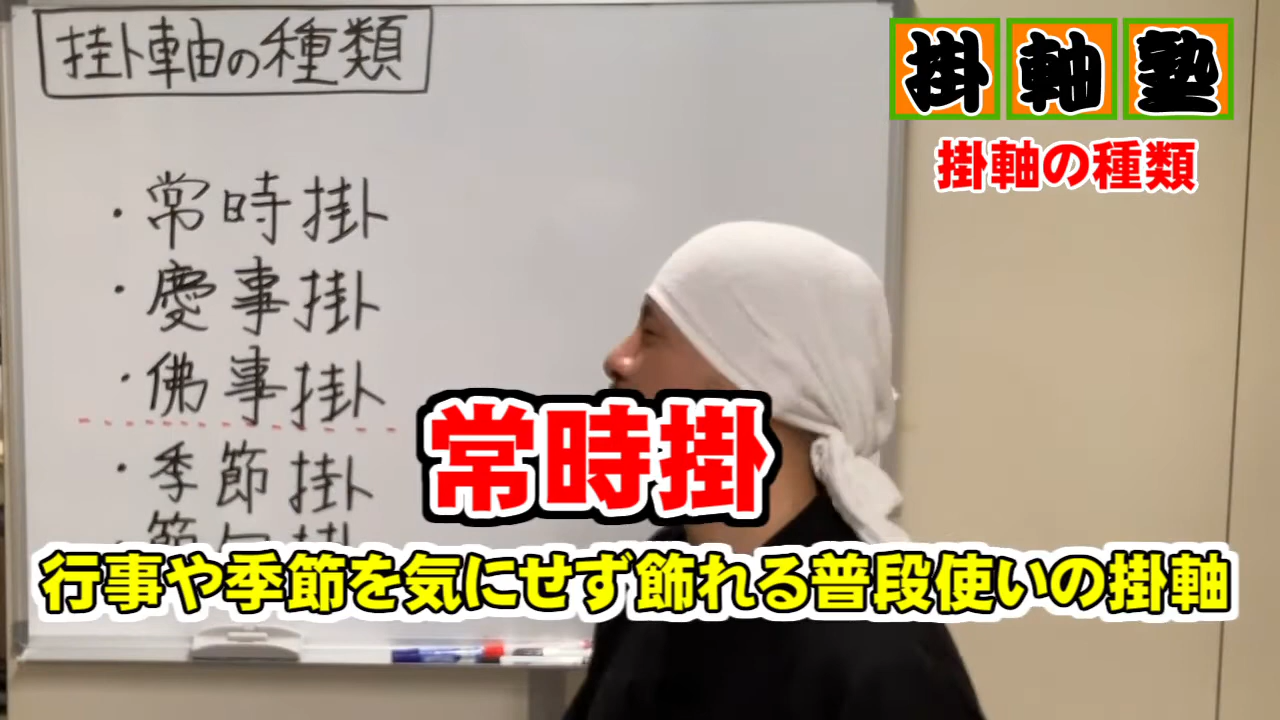 掛軸の種類
・常時掛
・慶事掛
・佛事掛
・季節掛
掛軸塾
掛軸の種類
常時掛
行事や季節を気にせず飾れる普段使いの掛軸